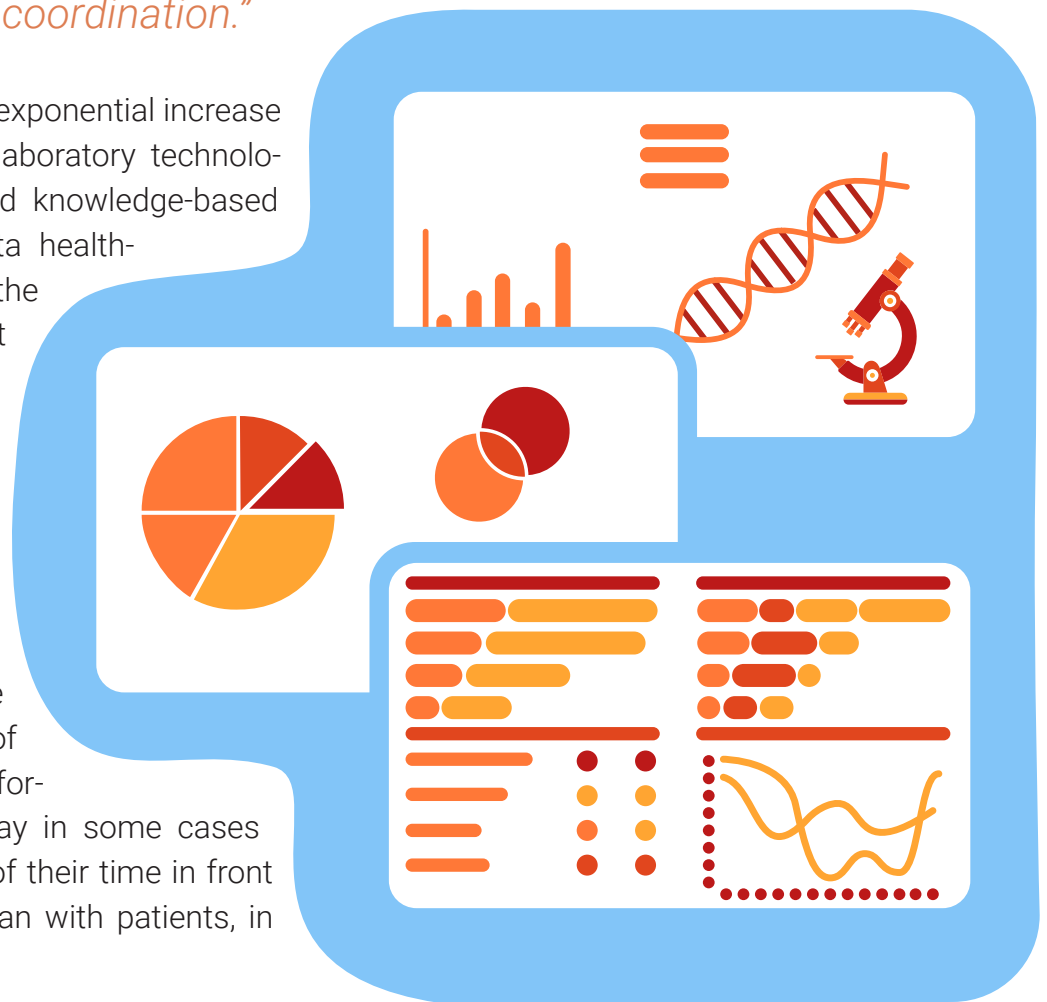 coordination.”
exponential increase
aboratory technolo-
d knowledge-based
ta health-
the
t
e
of
for-
ay in some cases
of their time in front
an with patients, in